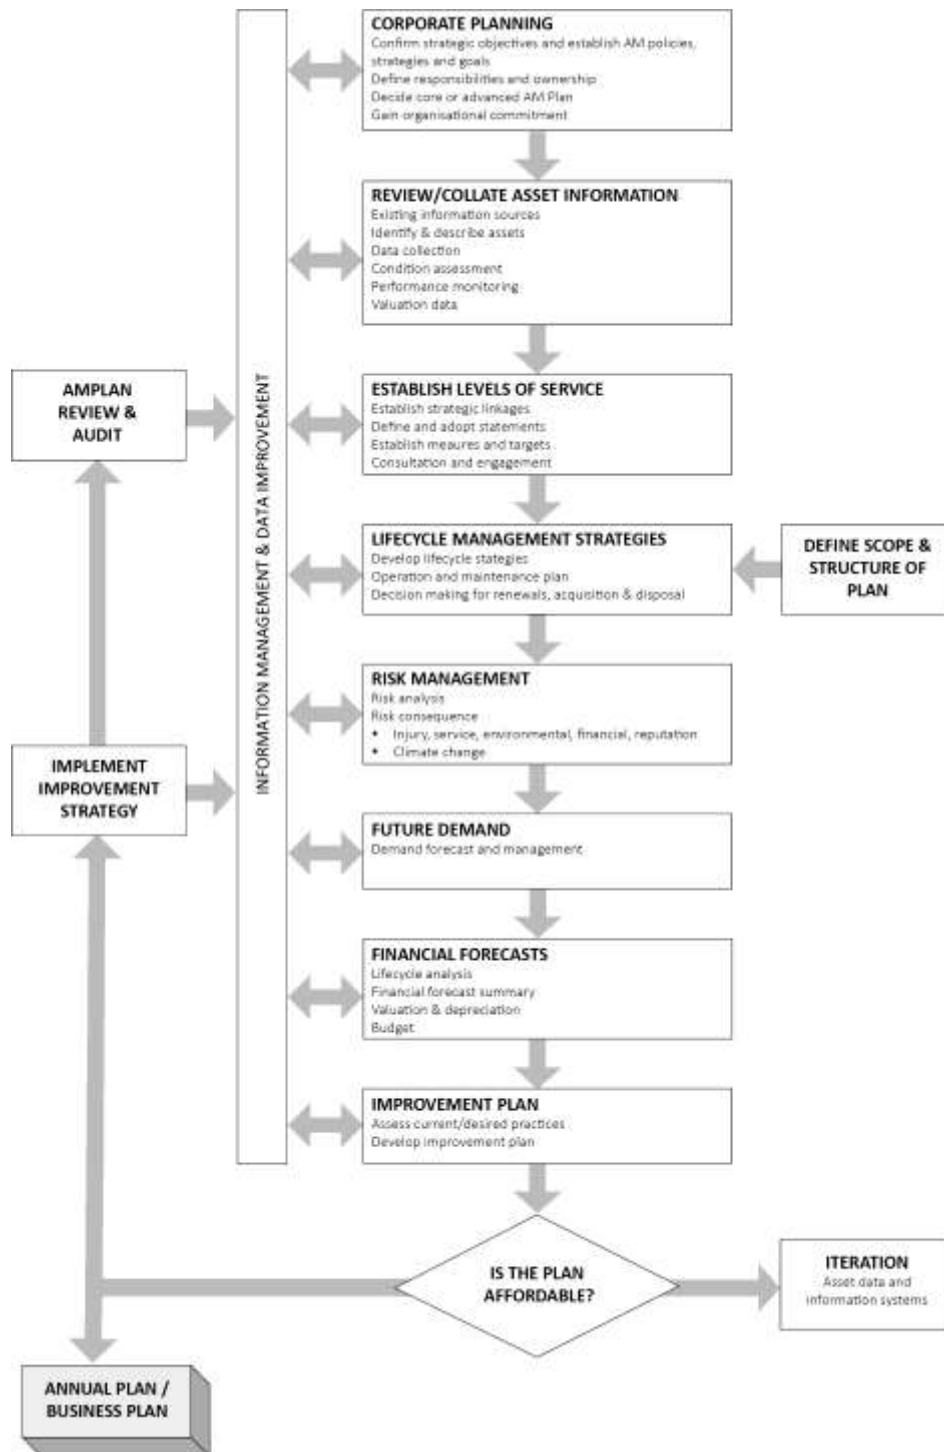 CORPORATE PLANNING
Confirm strategic objectives and establish AM policies,
strategies and goals
Define responsibilities and ownership
Decide core or advanced AM Plan
Gain organisational commitment
REVIEW/COLLATE ASSET INFORMATION
Existing information sources
Identify & describe assets
Data collection
Condition assessment
Performance monitoring
Valuation data
AMPLAN
REVIEW &
AUDIT
INFORMATION MANAGEMENT & DATA IMPROVEMENT
ESTABLISH LEVELS OF SERVICE
Establish strategic linkages
Define and adopt statements
Establish meaures and targets
Consultation and engagement
LIFECYCLE MANAGEMENT STRATEGIES
Develop lifecycle stategies
Operation and maintenance plan
Decision making for renewals, acquisition & disposal
DEFINE SCOPE &
STRUCTURE OF
PLAN
RISK MANAGEMENT
Risk analysis
Risk consequence
• Injury, service, environmental, financial, reputation
• Climate change
IMPLEMENT
IMPROVEMENT
STRATEGY
FUTURE DEMAND
Demand forecast and management
FINANCIAL FORECASTS
Lifecycle analysis
Financial forecast summary
Valuation & depreciation
Budget
IMPROVEMENT PLAN
Assess current/desired practices
Develop improvement plan
IS THE PLAN
AFFORDABLE?
ITERATION
Asset data and
information systems
ANNUAL PLAN /
BUSINESS PLAN